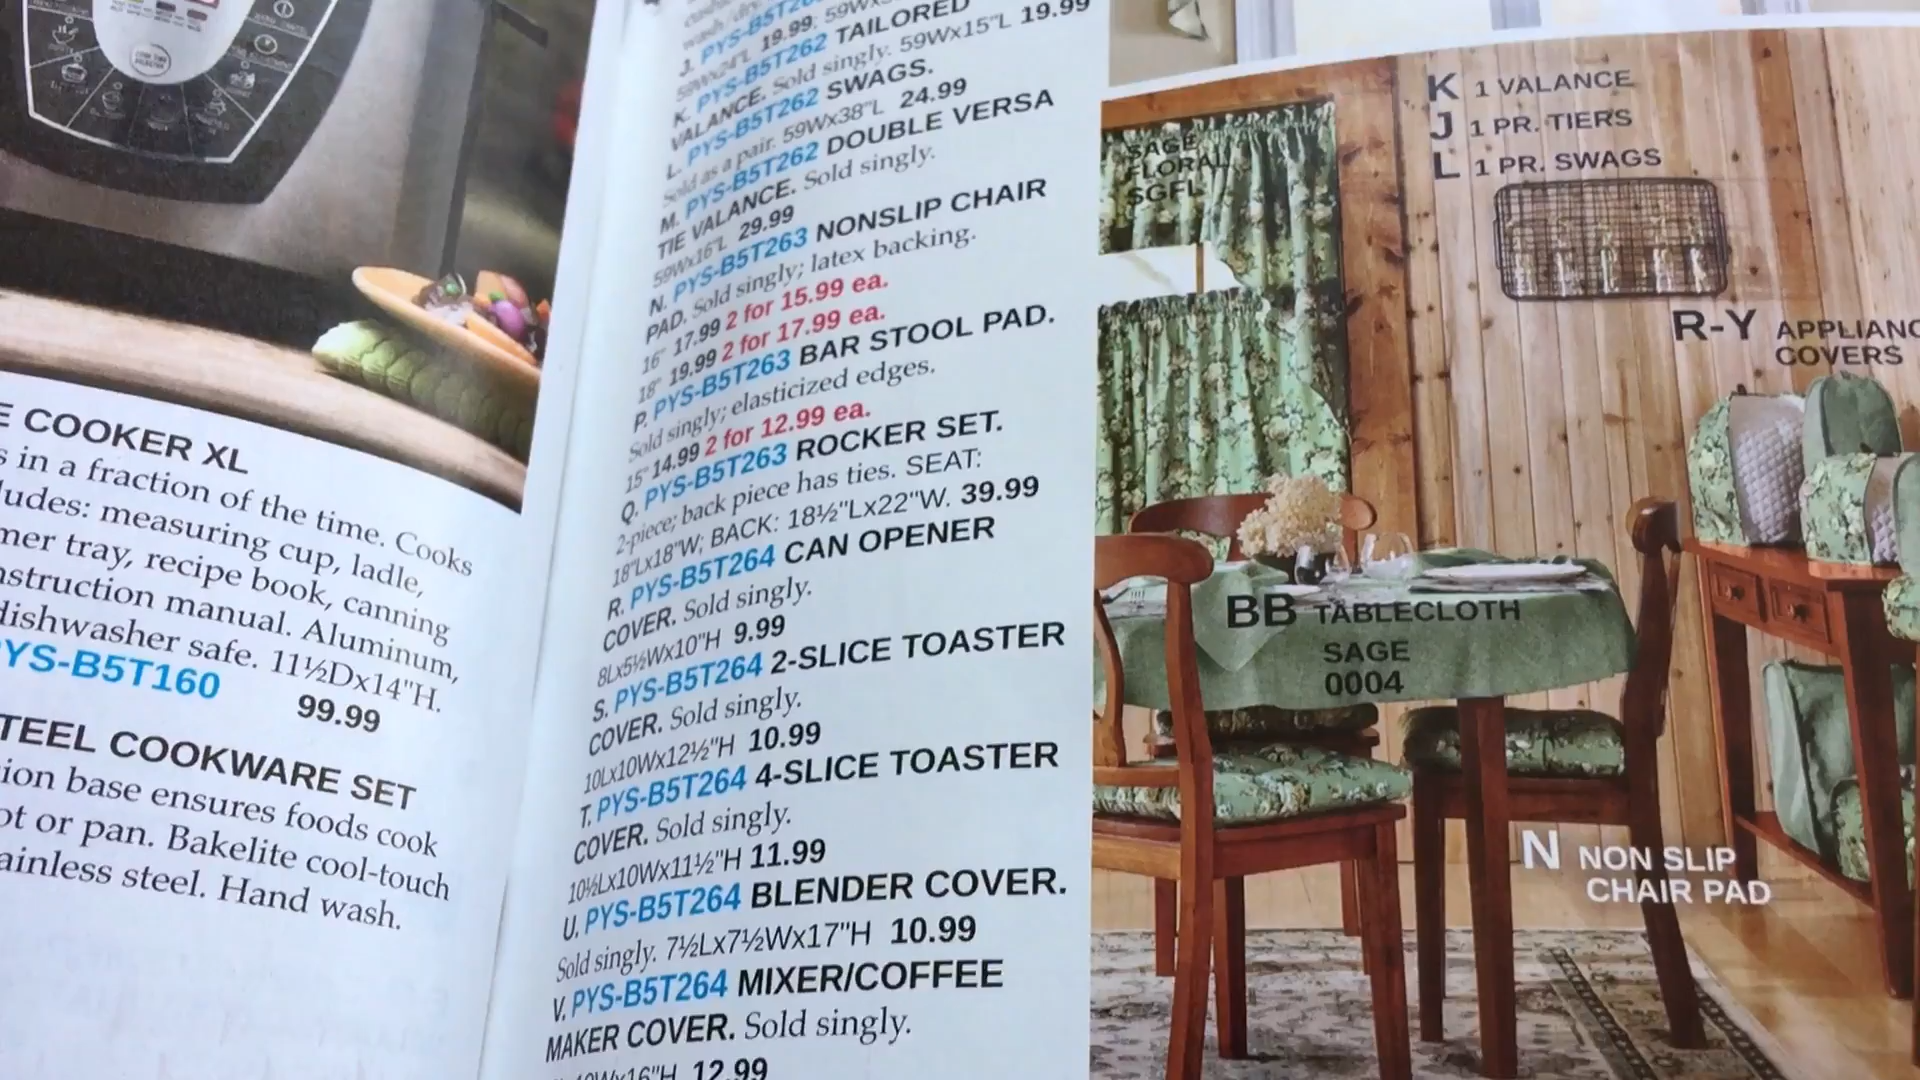 E COOKER XL
s in a fraction of the time. Cooks
ludes: measuring cup, ladle,
mer tray, recipe book, canning
nstruction manual. Aluminum,
dishwasher safe. 11½Dx14"H.
YS-B5T160 99.99
TEEL COOKWARE SET
ion base ensures foods cook
ot or pan. Bakelite cool-touch
ainless steel. Hand wash.
J. PYS-B5T26
59Wx24"L 19.99; 59Wx
K. PYS-B5T262 TAILORED
VALANCE. Sold singly. 59Wx15"L 19.99
L. PYS-B5T262 SWAGS.
Sold as a pair. 59Wx38"L 24.99
M. PYS-B5T262 DOUBLE VERSA
TIE VALANCE. Sold singly.
59Wx16"L 29.99
N. PYS-B5T263 NONSLIP CHAIR
PAD. Sold singly; latex backing.
16" 17.99 2 for 15.99 ea.
18" 19.99 2 for 17.99 ea.
P. PYS-B5T263 BAR STOOL PAD.
Sold singly; elasticized edges.
15" 14.99 2 for 12.99 ea.
Q. PYS-B5T263 ROCKER SET.
2-piece; back piece has ties. SEAT:
18"Lx18"W; BACK: 18½"Lx22"W. 39.99
R. PYS-B5T264 CAN OPENER
COVER. Sold singly.
8Lx5½Wx10"H 9.99
S. PYS-B5T264 2-SLICE TOASTER
COVER. Sold singly.
10Lx10Wx12½"H 10.99
T. PYS-B5T264 4-SLICE TOASTER
COVER. Sold singly.
10½Lx10Wx11½"H 11.99
U. PYS-B5T264 BLENDER COVER.
Sold singly. 7½Lx7½Wx17"H 10.99
V. PYS-B5T264 MIXER/COFFEE
MAKER COVER. Sold singly.
Wx16"H 12.99
K 1 VALANCE
J 1 PR. TIERS
L 1 PR. SWAGS
SAGE
FLORAL
SGFL
R-Y APPLIANC
COVERS
BB TABLECLOTH
SAGE
0004
N NON SLIP
CHAIR PAD